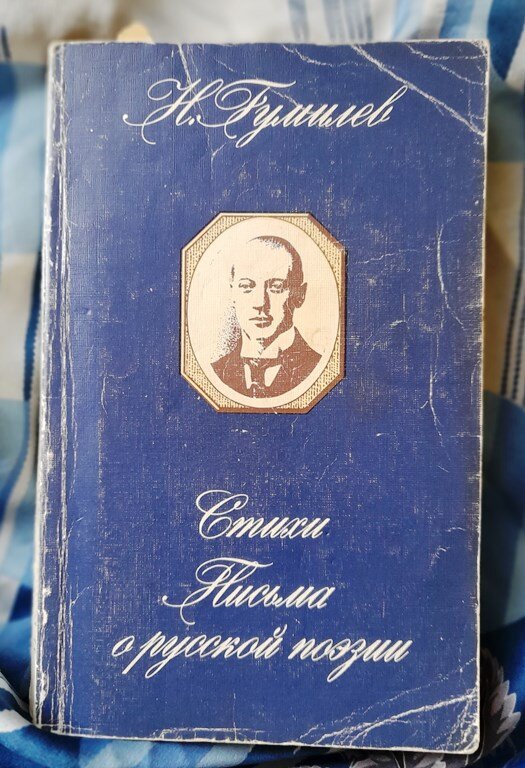 Н. Гумилев
Стихи
Письма
о русской поэзии